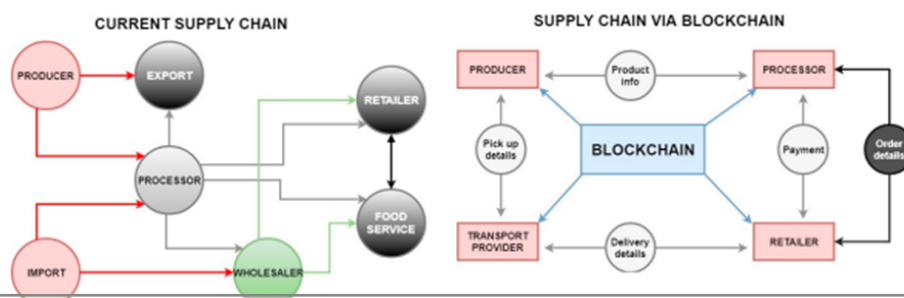 CURRENT SUPPLY CHAIN
PRODUCER
EXPORT
RETAILER
PROCESSOR
FOOD
SERVICE
IMPORT
WHOLESALER
SUPPLY CHAIN VIA BLOCKCHAIN
PRODUCER
Product
info
PROCESSOR
Pick up
details
BLOCKCHAIN
Payment
Order
details
TRANSPORT
PROVIDER
Delivery
details
RETAILER